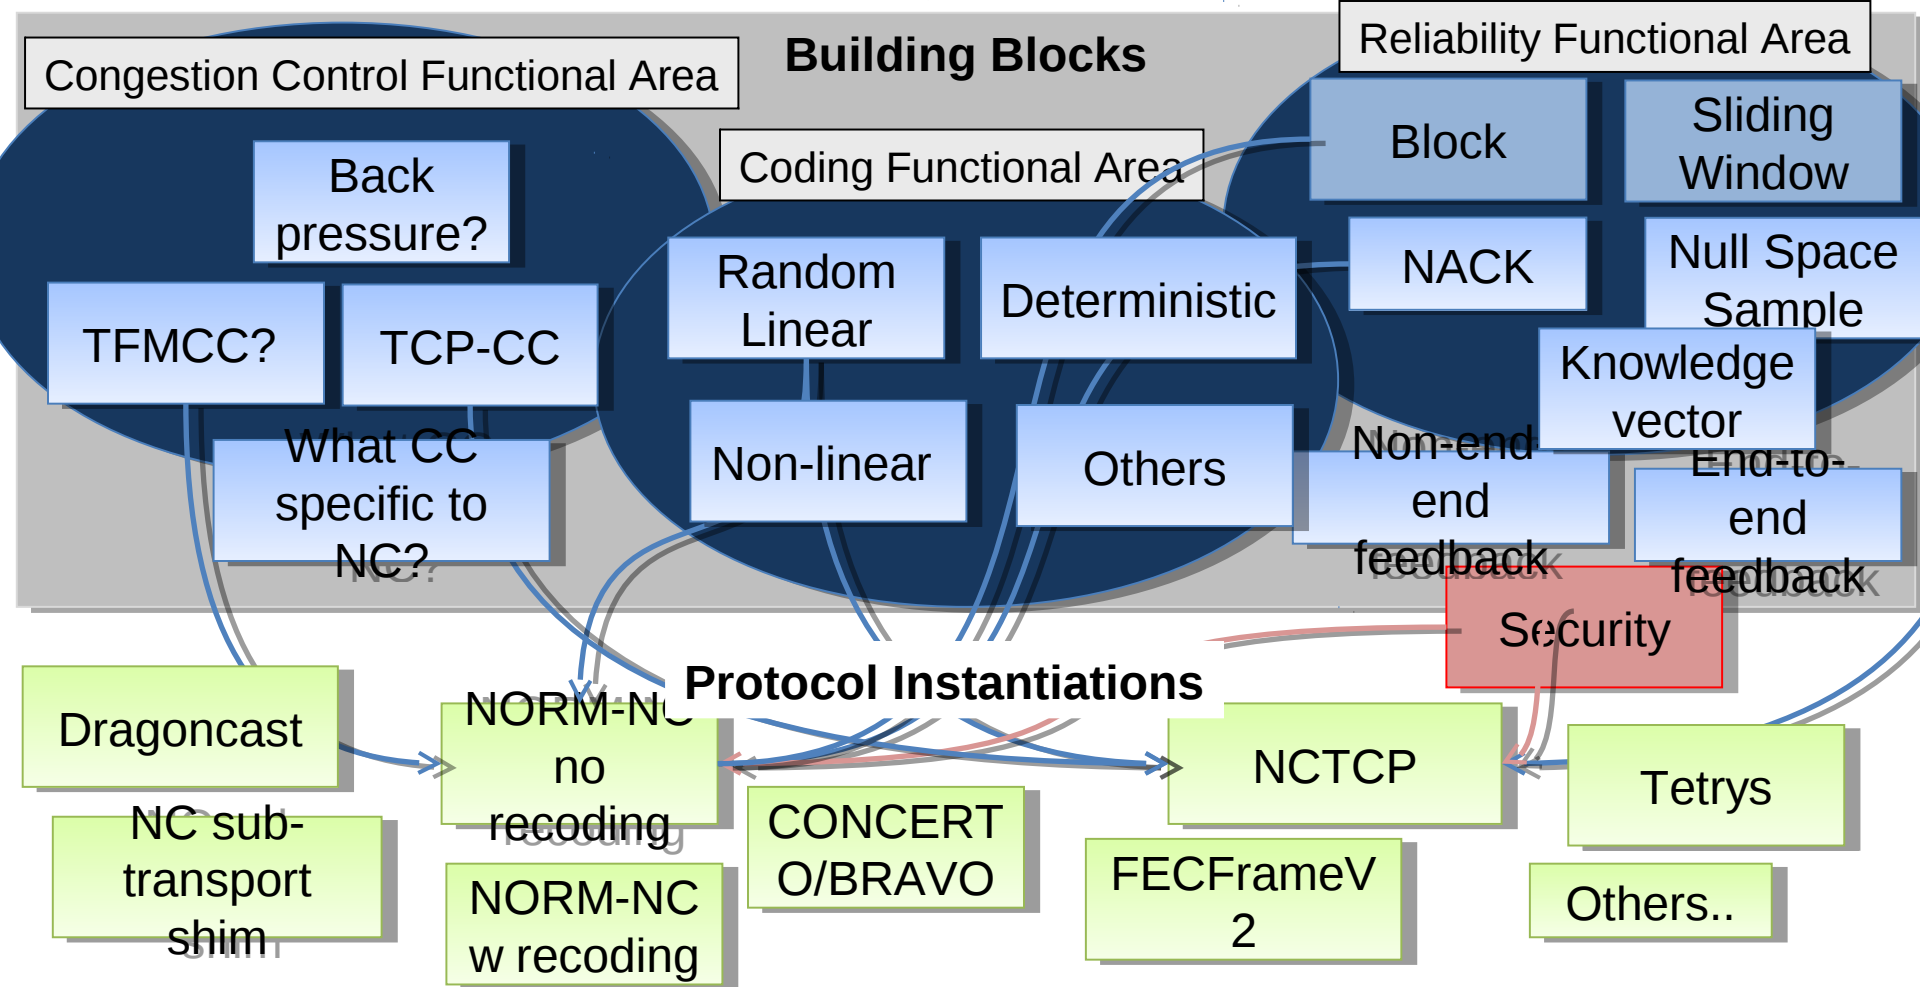 Building Blocks
Congestion Control Functional Area
Back
pressure?
TFMCC?
TCP-CC
What CC
specific to
NC?
Coding Functional Area
Random
Linear
Deterministic
Non-linear
Others
Reliability Functional Area
Block
Sliding
Window
NACK
Null Space
Sample
Knowledge
vector
Non-end-
end
feedback
End-to-
end
feedback
Security
Protocol Instantiations
Dragoncast
NC sub-
transport
shim
NORM-NC
no
recoding
NORM-NC
w recoding
CONCERT
O/BRAVO
NCTCP
FECFrameV
2
Tetrys
Others..